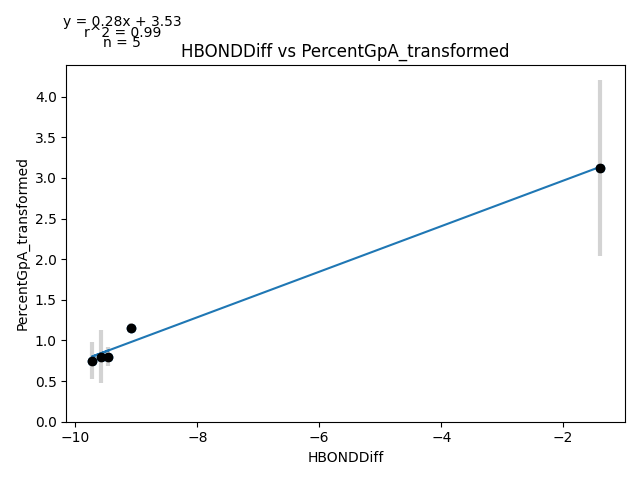 y = 0.28x + 3.53
r^2 = 0.99
n = 5
HBONDDiff vs PercentGpA_transformed
PercentGpA_transformed
4.0
3.5
3.0
2.5
2.0
1.5
1.0
0.5
0.0
−10
−8
−6
−4
−2
HBONDDiff